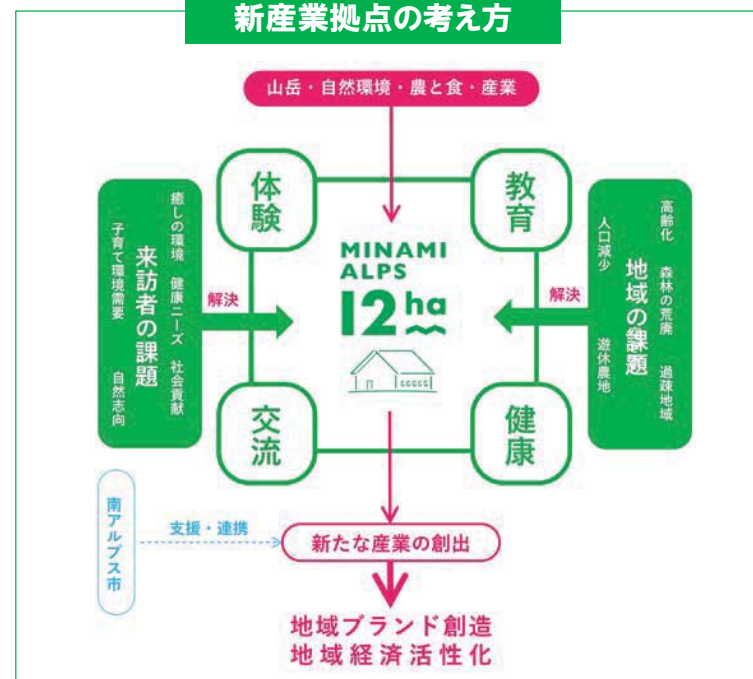 新産業拠点の考え方
山岳・自然環境・農と食・産業
体験
教育
来訪者の課題
癒しの環境 健康ニーズ 社会貢献
子育て環境需要 自然志向
解決
MINAMI
ALPS
12ha
解決
地域の課題
高齢化 森林の荒廃 過疎地域
人口減少 遊休農地
交流
健康
南アルプス市
支援・連携
新たな産業の創出
地域ブランド創造
地域経済活性化